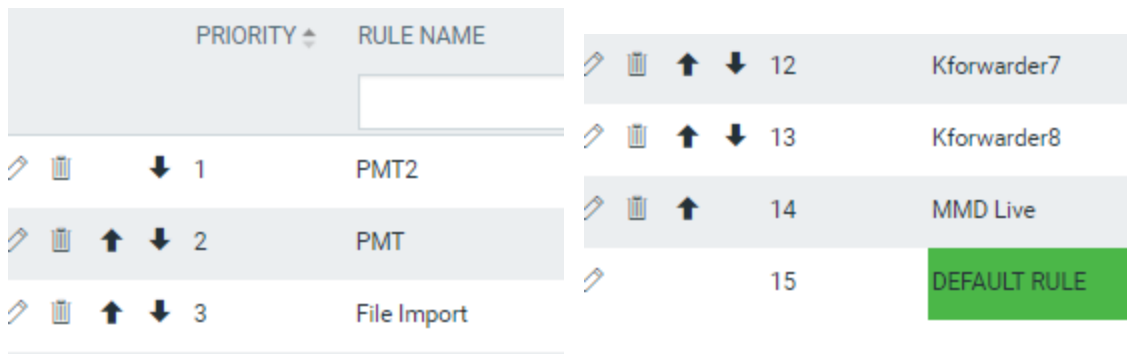 PRIORITY RULE NAME
1 PMT2
2 PMT
3 File Import
12 Kforwarder7
13 Kforwarder8
14 MMD Live
15 DEFAULT RULE